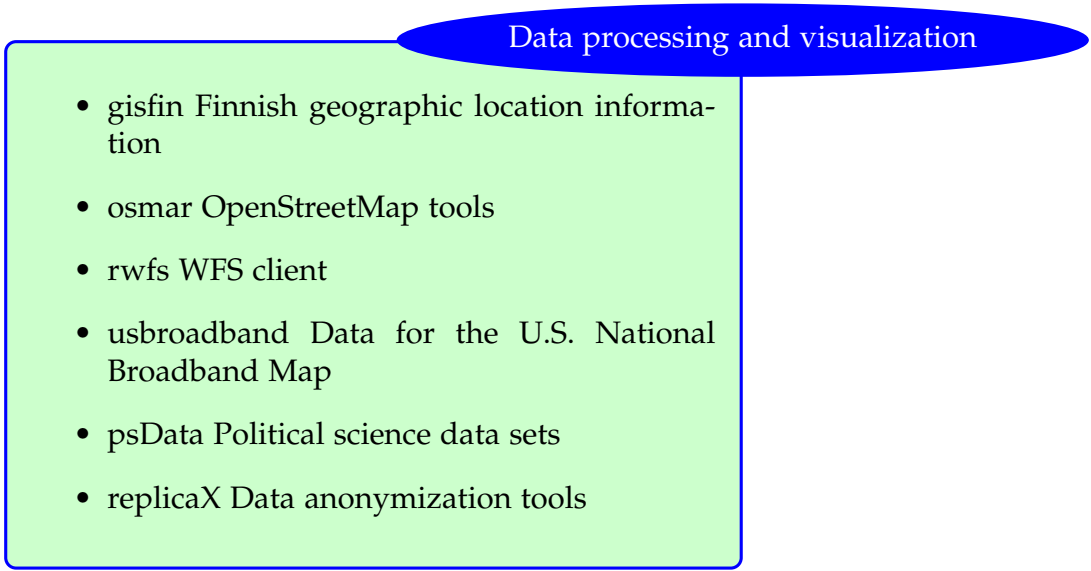 Data processing and visualization
• gisfin Finnish geographic location informa-
tion
• osmar OpenStreetMap tools
• rwfs WFS client
• usbroadband Data for the U.S. National
Broadband Map
• psData Political science data sets
• replicaX Data anonymization tools